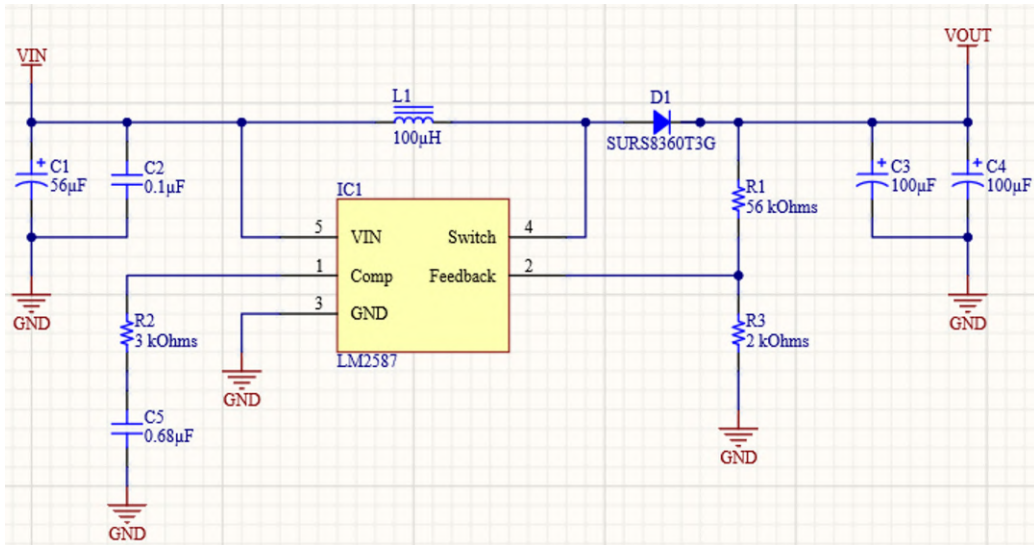 VIN
VOUT
L1
100µH
D1
SURS8360T3G
C1
56µF
C2
0.1µF
IC1
5 VIN Switch 4
1 Comp Feedback 2
3 GND
LM2587
R1
56 kOhms
C3
100µF
C4
100µF
GND
R2
3 kOhms
R3
2 kOhms
GND
GND
C5
0.68µF
GND
GND